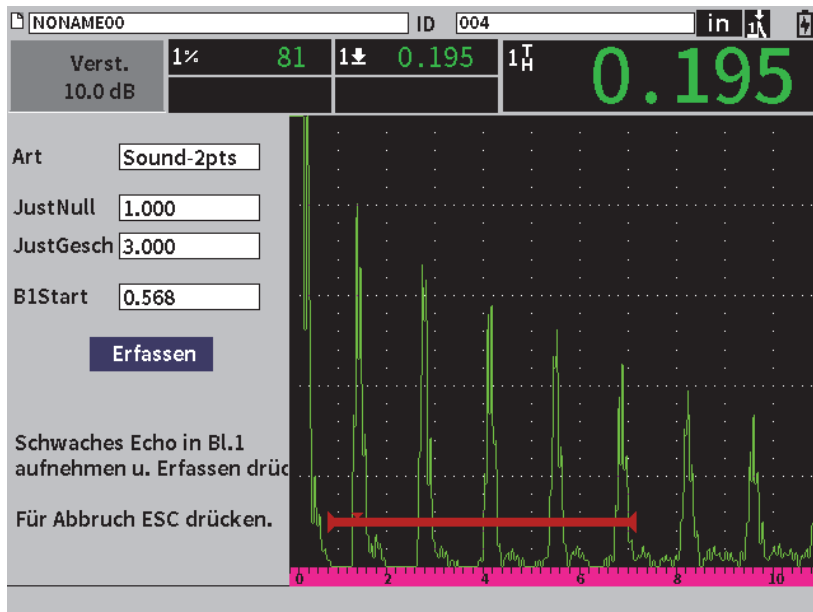 NONAME00 ID 004 in
Verst.
10.0 dB
1% 81 1 0.195 1 T H 0.195
Art Sound-2pts
JustNull 1.000
JustGesch 3.000
B1Start 0.568
Erfassen
Schwaches Echo in Bl.1
aufnehmen u. Erfassen drüc
Für Abbruch ESC drücken.
0 2 4 6 8 10